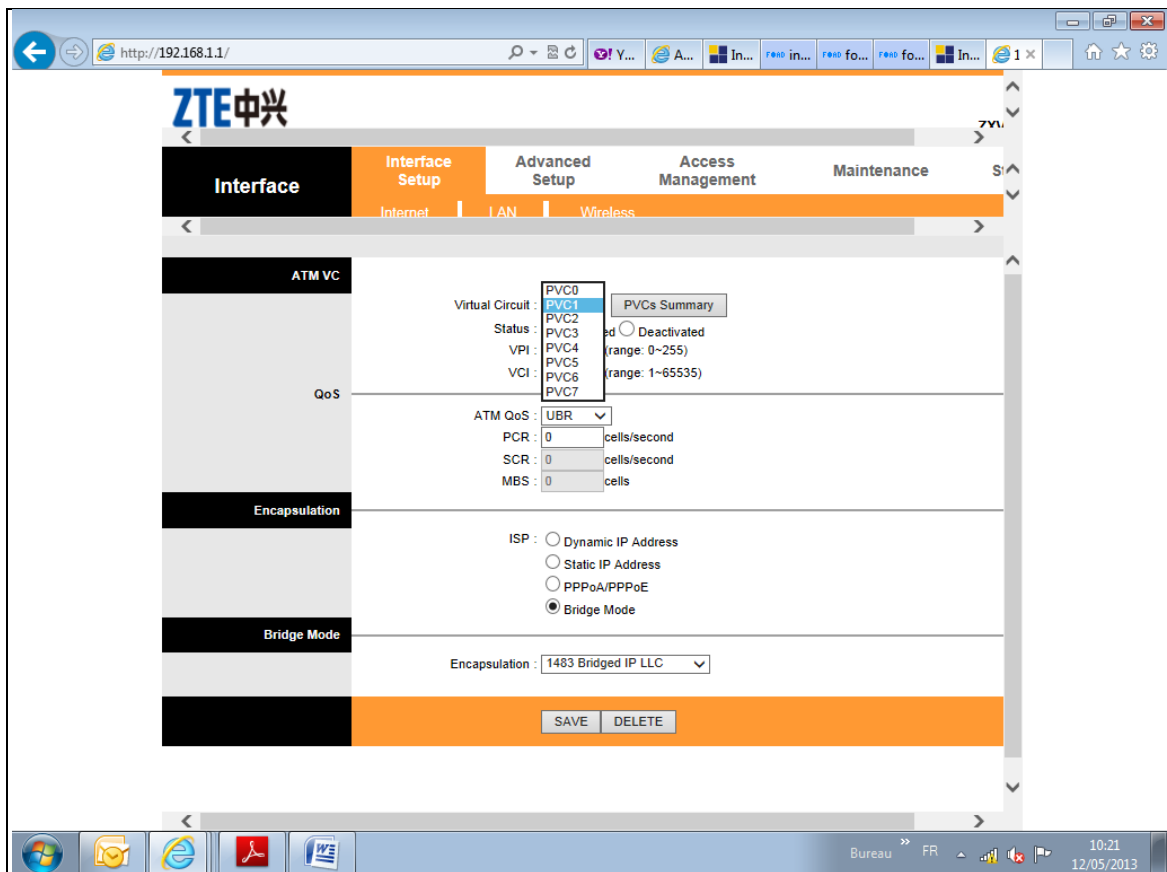 http://192.168.1.1/
Y... A... In... FOAD in... FOAD fo... FOAD fo... In... 1
ZTE中兴
Interface
Interface Setup
Advanced Setup
Access Management
Maintenance
Internet LAN Wireless
ATM VC
Virtual Circuit :
PVC0
PVC1
PVC2
PVC3
PVC4
PVC5
PVC6
PVC7
PVCs Summary
Status : Deactivated
VPI : (range: 0~255)
VCI : (range: 1~65535)
QoS
ATM QoS : UBR
PCR : 0 cells/second
SCR : 0 cells/second
MBS : 0 cells
Encapsulation
ISP : Dynamic IP Address
Static IP Address
PPPoA/PPPoE
Bridge Mode
Bridge Mode
Encapsulation : 1483 Bridged IP LLC
SAVE DELETE
Bureau » FR
10:21
12/05/2013